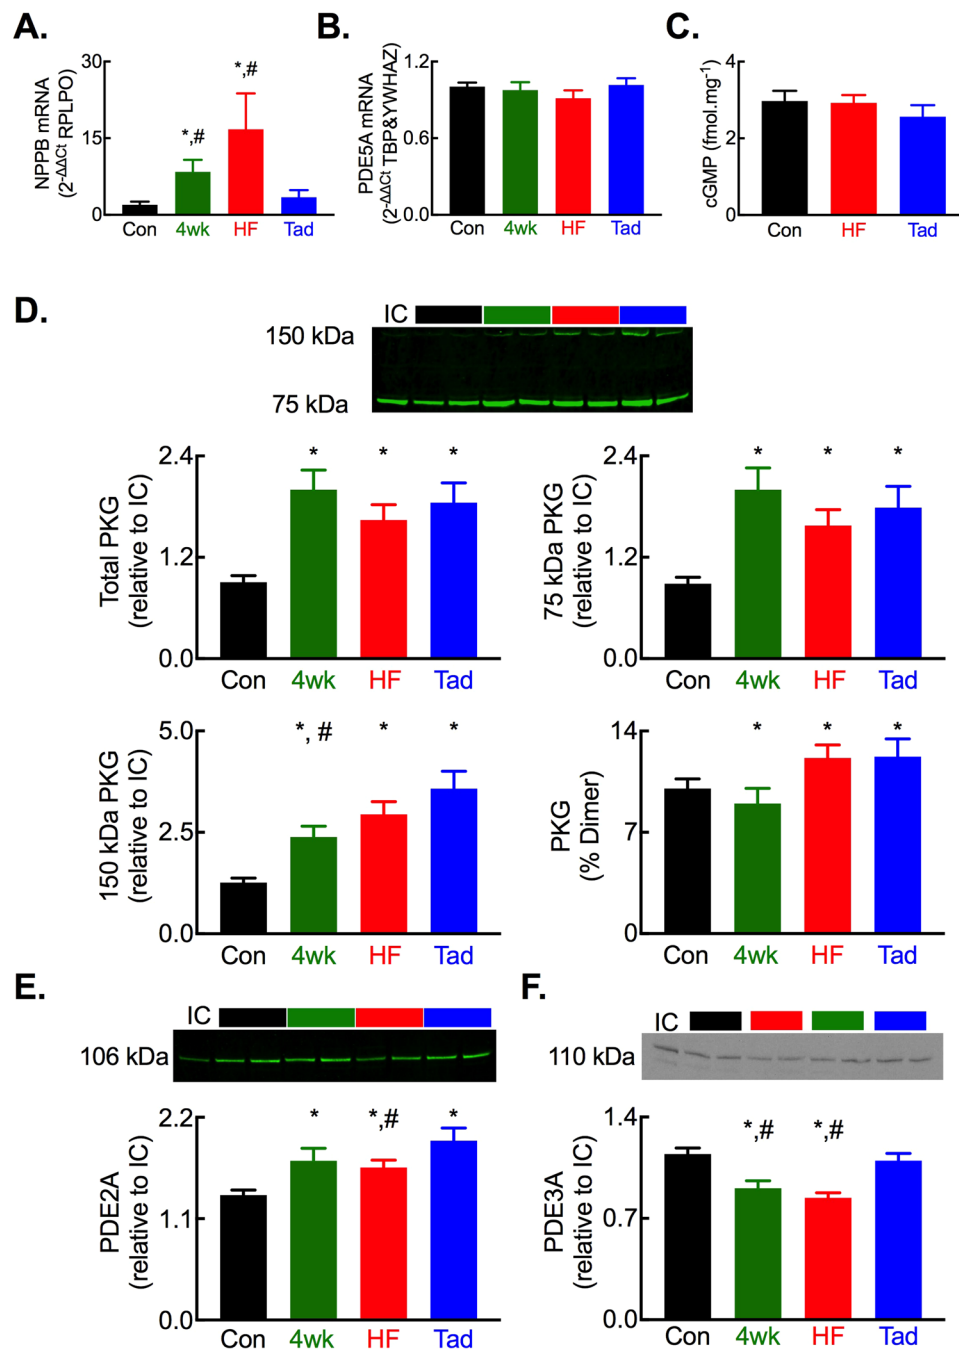 A.
NPPB mRNA
(2-ΔΔCt RPLPO)
30
15
0
*,#
*,#
Con 4wk HF Tad
B.
PDE5A mRNA
(2-ΔΔCt TBP&YWHAZ)
1.2
0.6
0.0
Con 4wk HF Tad
C.
cGMP (fmol.mg-1)
4
2
0
Con HF Tad
D.
IC
150 kDa
75 kDa
Total PKG
(relative to IC)
2.4
1.2
0.0
* * *
Con 4wk HF Tad
75 kDa PKG
(relative to IC)
2.4
1.2
0.0
* * *
Con 4wk HF Tad
150 kDa PKG
(relative to IC)
5.0
2.5
0.0
*, # * *
Con 4wk HF Tad
PKG
(% Dimer)
14
7
0
* * *
Con 4wk HF Tad
E.
IC
106 kDa
PDE2A
(relative to IC)
2.2
1.1
0.0
* *,# *
Con 4wk HF Tad
F.
IC
110 kDa
PDE3A
(relative to IC)
1.4
0.7
0.0
*,# *,#
Con 4wk HF Tad